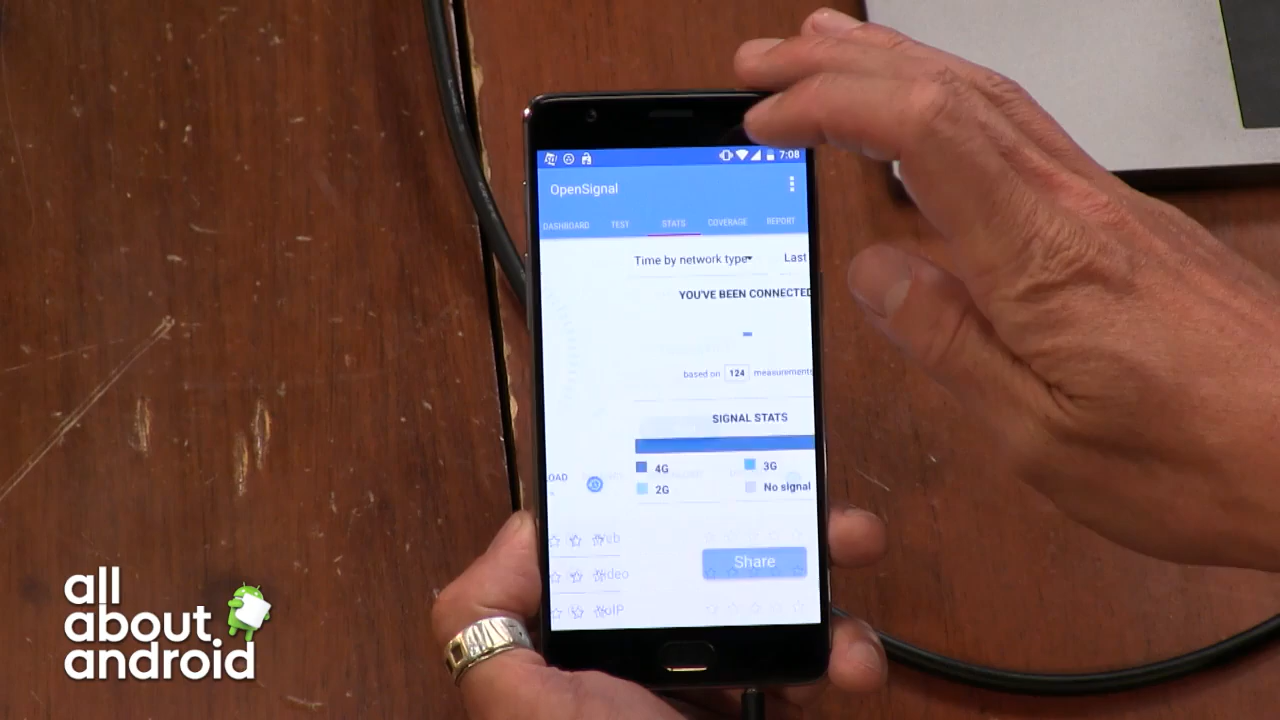 7:08
OpenSignal
DASHBOARD TEST STATS COVERAGE REPORT
Time by network type Last
YOU'VE BEEN CONNECTED
-
based on 124 measurements
SIGNAL STATS
4G 3G
2G No signal
OAD
Share
all
about
android